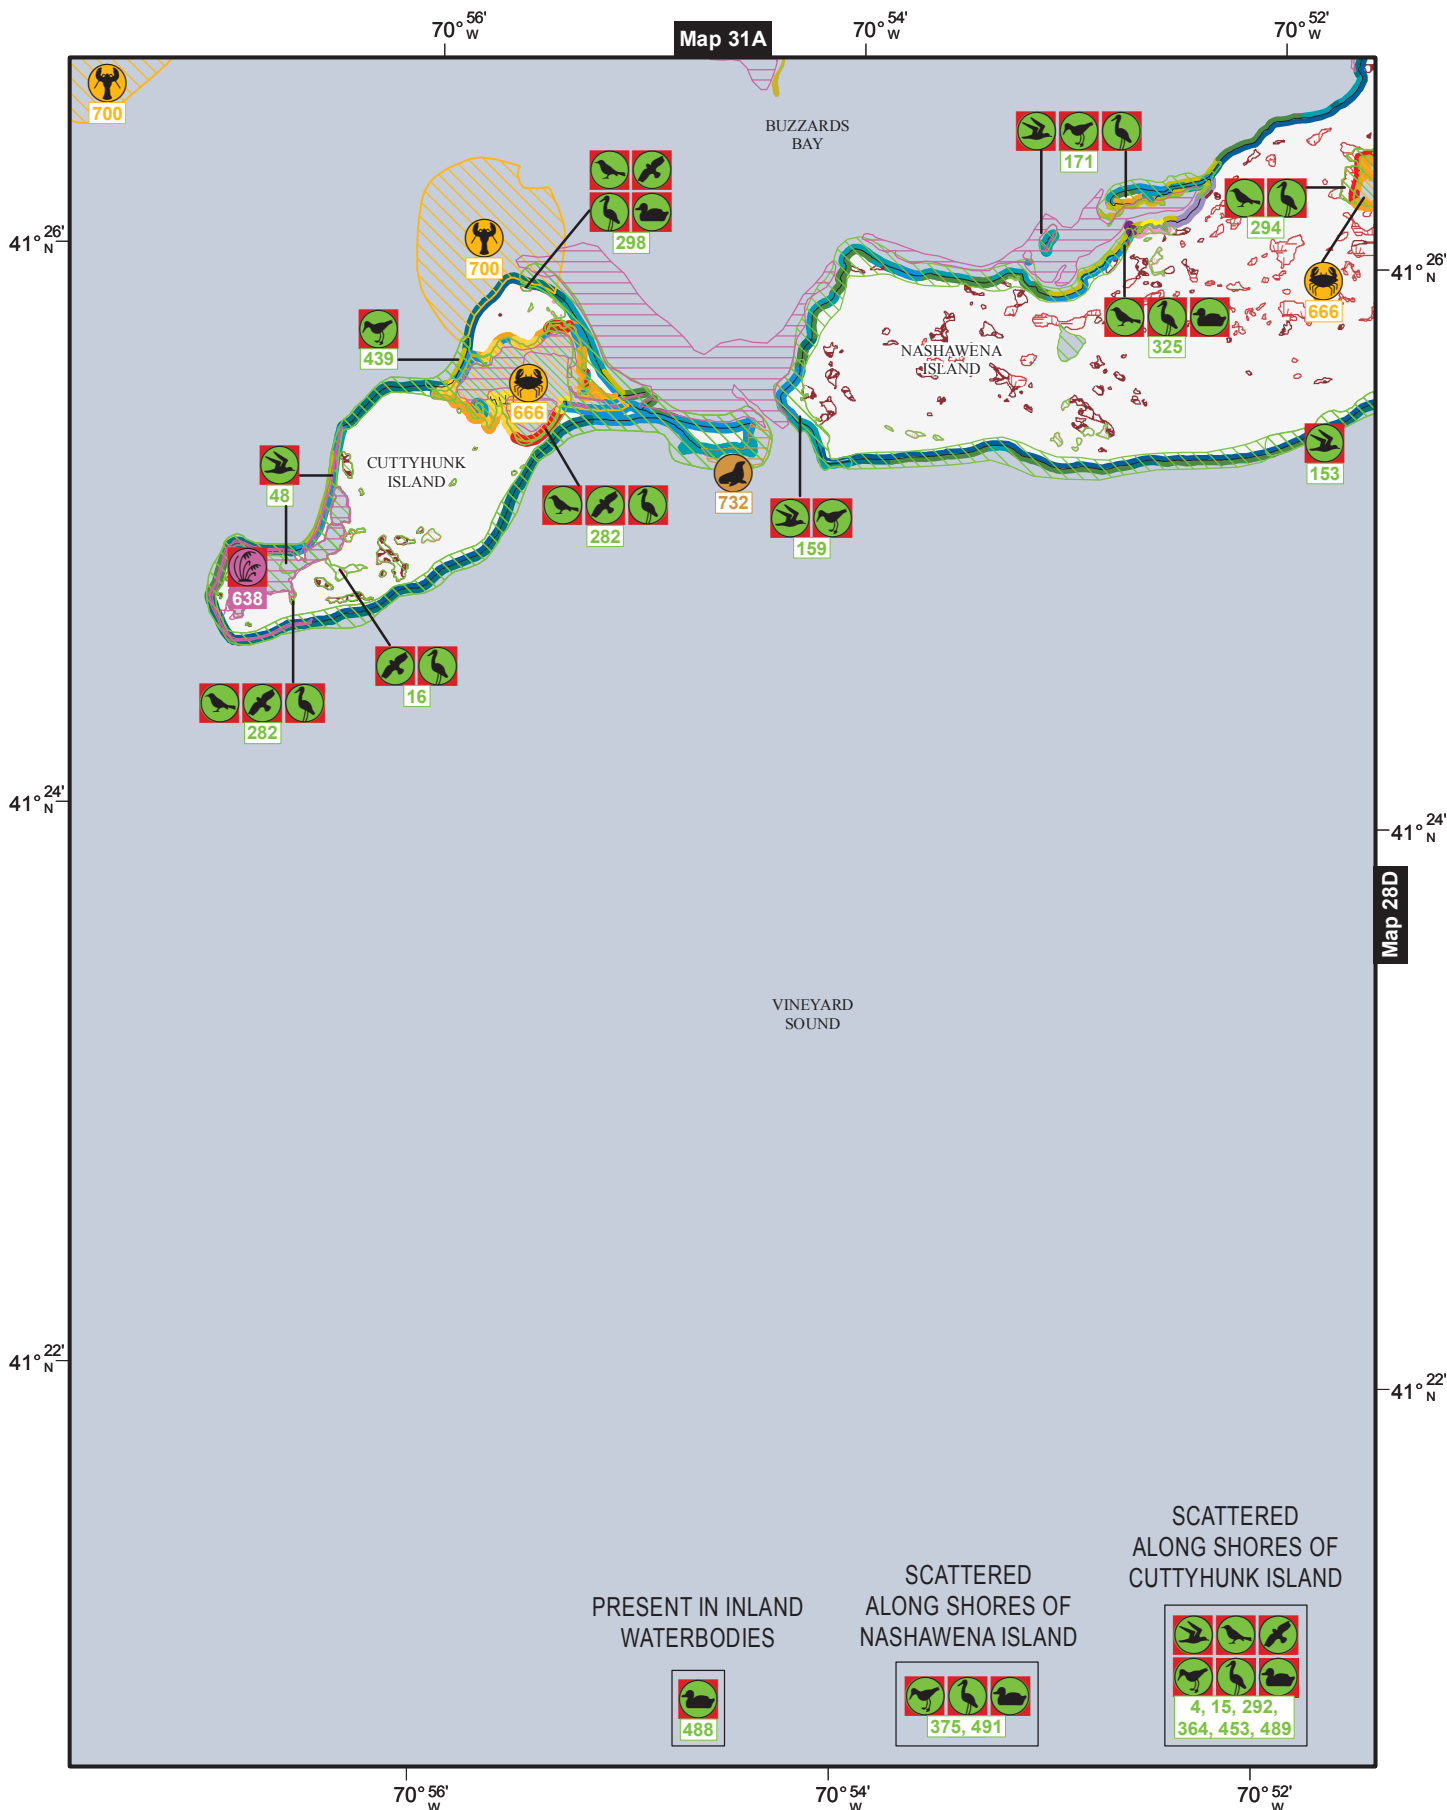 70° 56' W
Map 31A
70° 54' W
70° 52' W
700
BUZZARDS
BAY
171
294
298
41° 26' N
700
41° 26' N
666
439
325
NASHAWENA
ISLAND
666
CUTTYHUNK
ISLAND
48
732
153
282
159
638
16
282
41° 24' N
41° 24' N
Map 28D
VINEYARD
SOUND
41° 22' N
41° 22' N
SCATTERED
ALONG SHORES OF
CUTTYHUNK ISLAND
4, 15, 292,
364, 453, 489
SCATTERED
ALONG SHORES OF
NASHAWENA ISLAND
375, 491
PRESENT IN INLAND
WATERBODIES
488
70° 56' W
70° 54' W
70° 52' W